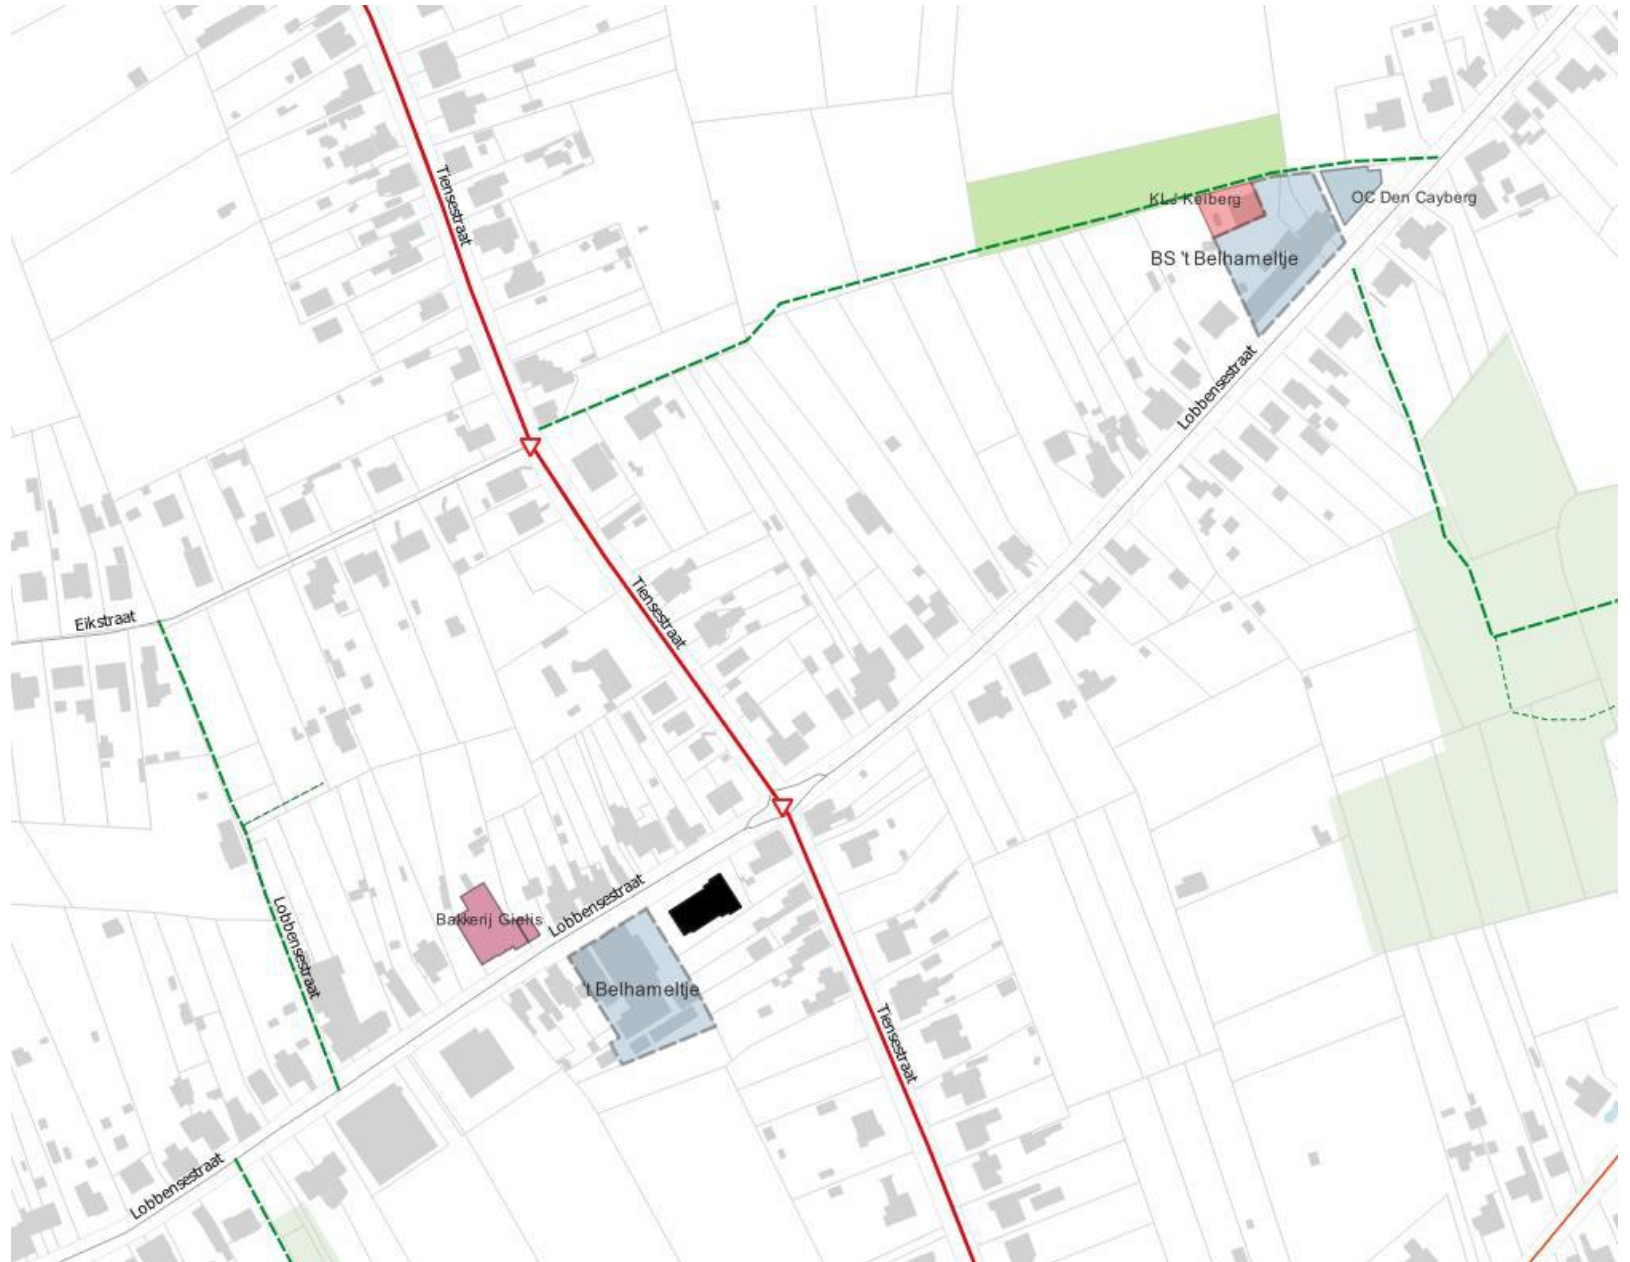 Tiensestraat
KLJ Keiberg
OC Den Cayberg
BS 't Belhameltje
Lobbensestraat
Tiensestraat
Eikstraat
Lobbensestraat
Bakkerij Gielis
Lobbensestraat
't Belhameltje
Tiensestraat
Lobbensestraat